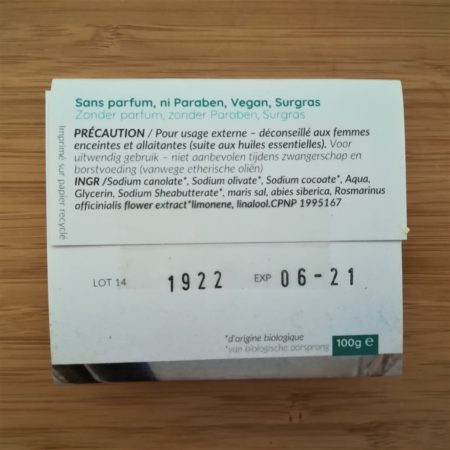 Sans parfum, ni Paraben, Vegan, Surgras
Zonder parfum, zonder Paraben, Surgras
PRÉCAUTION / Pour usage externe – déconseillé aux femmes
enceintes et allaitantes (suite aux huiles essentielles). Voor
uitwendig gebruik – niet aanbevolen tijdens zwangerschap en
borstvoeding (vanwege etherische oliën)
INGR /Sodium canolate*, Sodium olivate*, Sodium cocoate*, Aqua,
Glycerin, Sodium Sheabutterate*, maris sal, abies siberica, Rosmarinus
officinialis flower extract*limonene, linalool.CPNP 1995167
Imprimé sur papier recyclé
LOT 14 1922 EXP 06-21
*d'origine biologique
*van biologische oorsprong
100g e